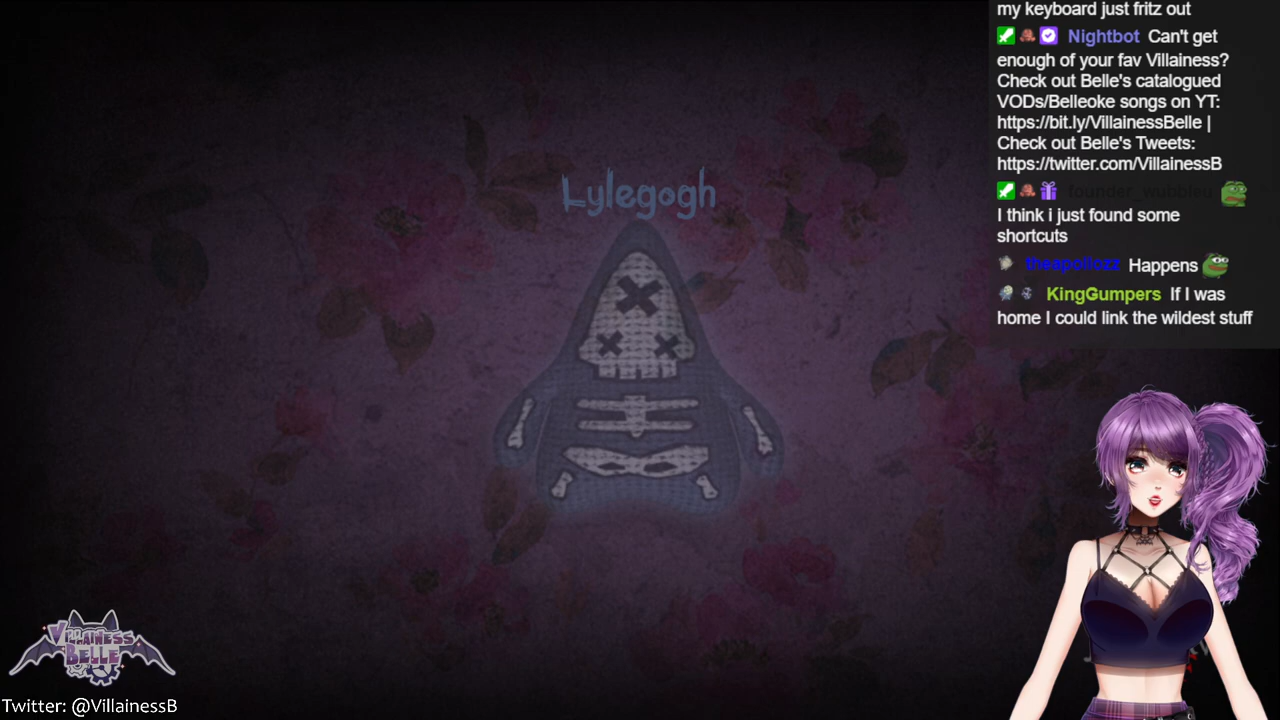 my keyboard just fritz out
Nightbot Can't get
enough of your fav Villainess?
Check out Belle's catalogued
VODs/Belleoke songs on YT:
https://bit.ly/VillainessBelle |
Check out Belle's Tweets:
https://twitter.com/VillainessB
I think i just found some
shortcuts
theapollozz Happens
KingGumpers If I was
home I could link the wildest stuff
Lylegogh
VILLAINESS
BELLE
Twitter: @VillainessB